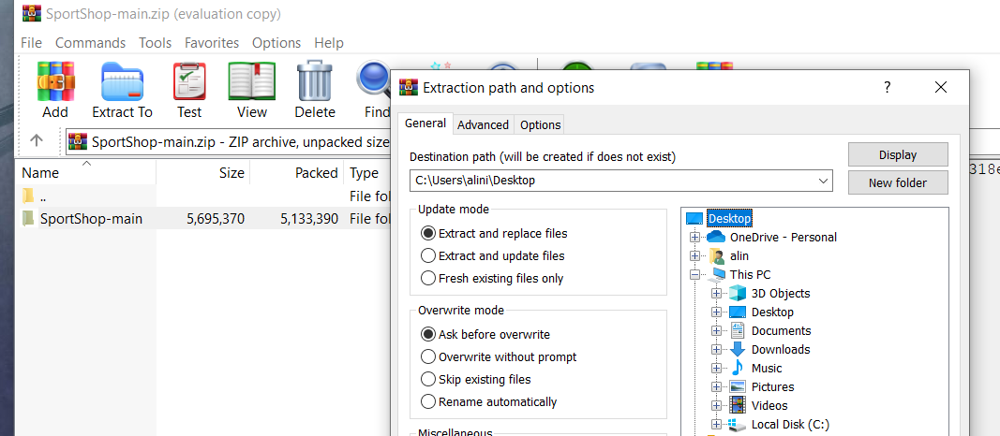 SportShop-main.zip (evaluation copy)
File Commands Tools Favorites Options Help
Add Extract To Test View Delete Find
SportShop-main.zip - ZIP archive, unpacked size
Name Size Packed Type
.. File fol
SportShop-main 5,695,370 5,133,390 File fol
318e
Extraction path and options
? 
General Advanced Options
Destination path (will be created if does not exist)
C:\Users\alini\Desktop
Display
New folder
Update mode
Extract and replace files
Extract and update files
Fresh existing files only
Overwrite mode
Ask before overwrite
Overwrite without prompt
Skip existing files
Rename automatically
Miscellaneous
Desktop
OneDrive - Personal
alin
This PC
3D Objects
Desktop
Documents
Downloads
Music
Pictures
Videos
Local Disk (C:)